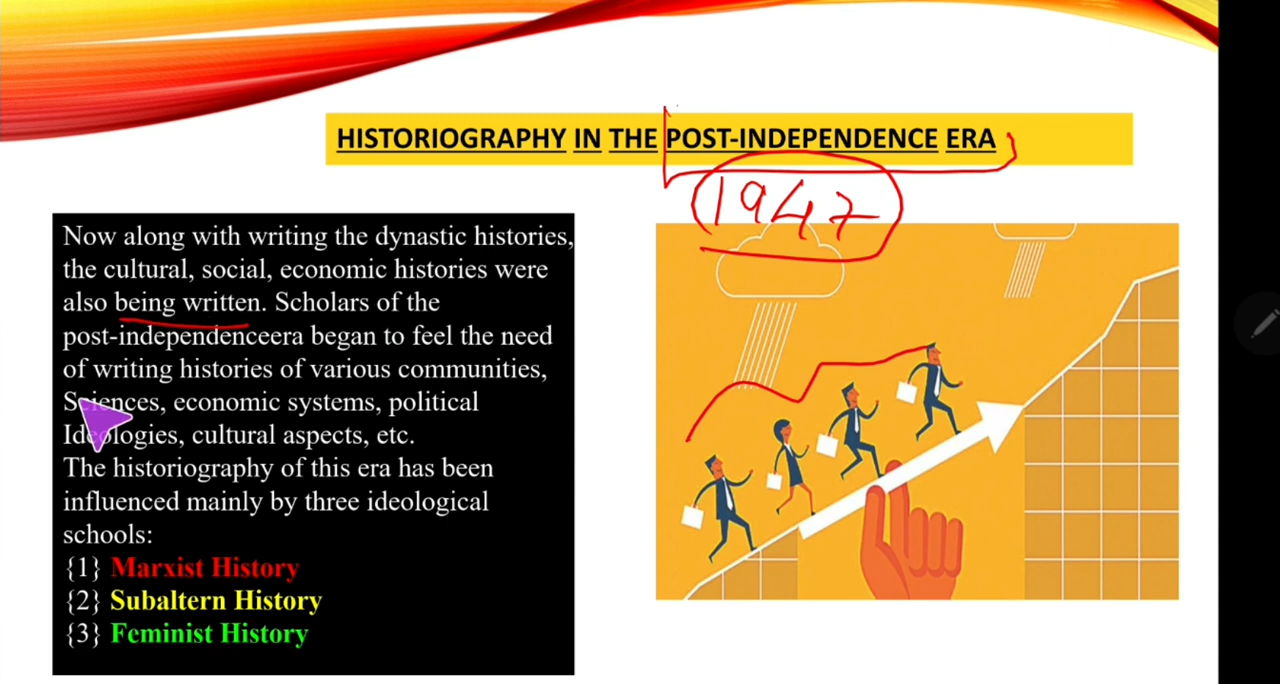 HISTORIOGRAPHY IN THE POST-INDEPENDENCE ERA
1947
Now along with writing the dynastic histories,
the cultural, social, economic histories were
also being written. Scholars of the
post-independenceera began to feel the need
of writing histories of various communities,
Sciences, economic systems, political
Ideologies, cultural aspects, etc.
The historiography of this era has been
influenced mainly by three ideological
schools:
{1} Marxist History
{2} Subaltern History
{3} Feminist History